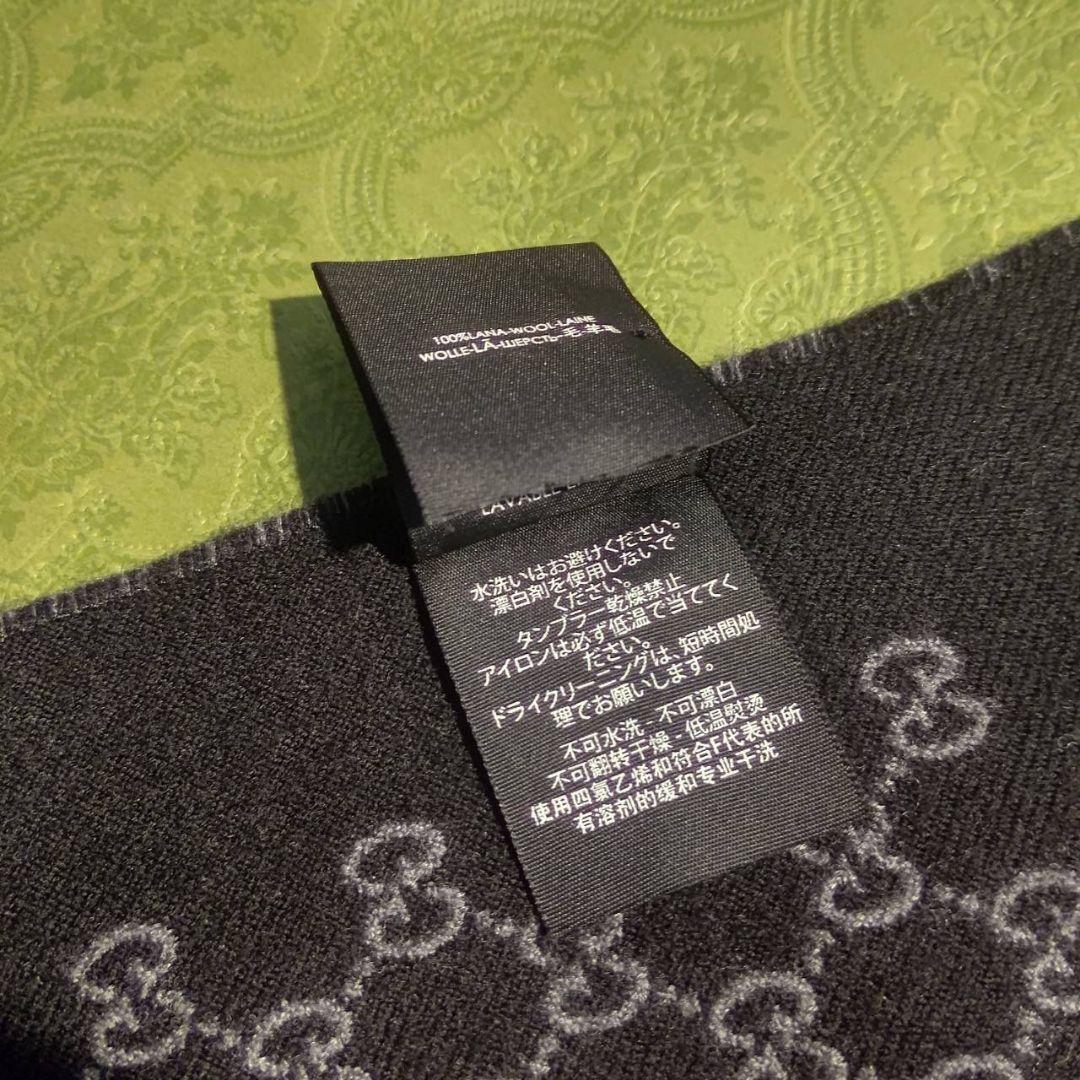 100%LANA-WOOL-LAINE
WOLLE-LÃ-ШЕРСТЬ-毛-羊毛
LAVABLE
水洗いはお避けください。
漂白剤を使用しないで
ください。
タンブラー乾燥禁止
アイロンは必ず低温で当ててく
ださい。
ドライクリーニングは、短時間処
理でお願いします。
不可水洗 - 不可漂白
不可翻转干燥 - 低温熨烫
使用四氯乙烯和符合F代表的所
有溶剂的缓和专业干洗